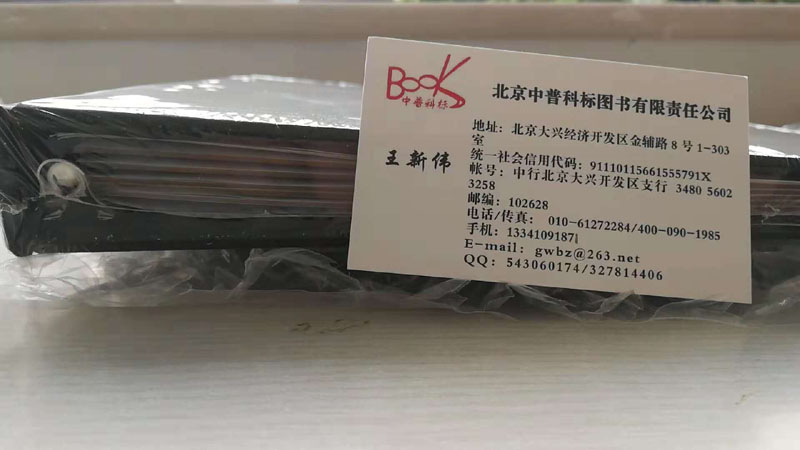 BOOKS
中普科标
北京中普科标图书有限责任公司
王新伟
地址: 北京大兴经济开发区金辅路 8 号 1-303
室
统一社会信用代码: 91110115661555791X
帐号: 中行北京大兴开发区支行 3480 5602
3258
邮编: 102628
电话/传真: 010-61272284/400-090-1985
手机:
E-mail: gwbz@263.net
QQ: 543060174/327814406